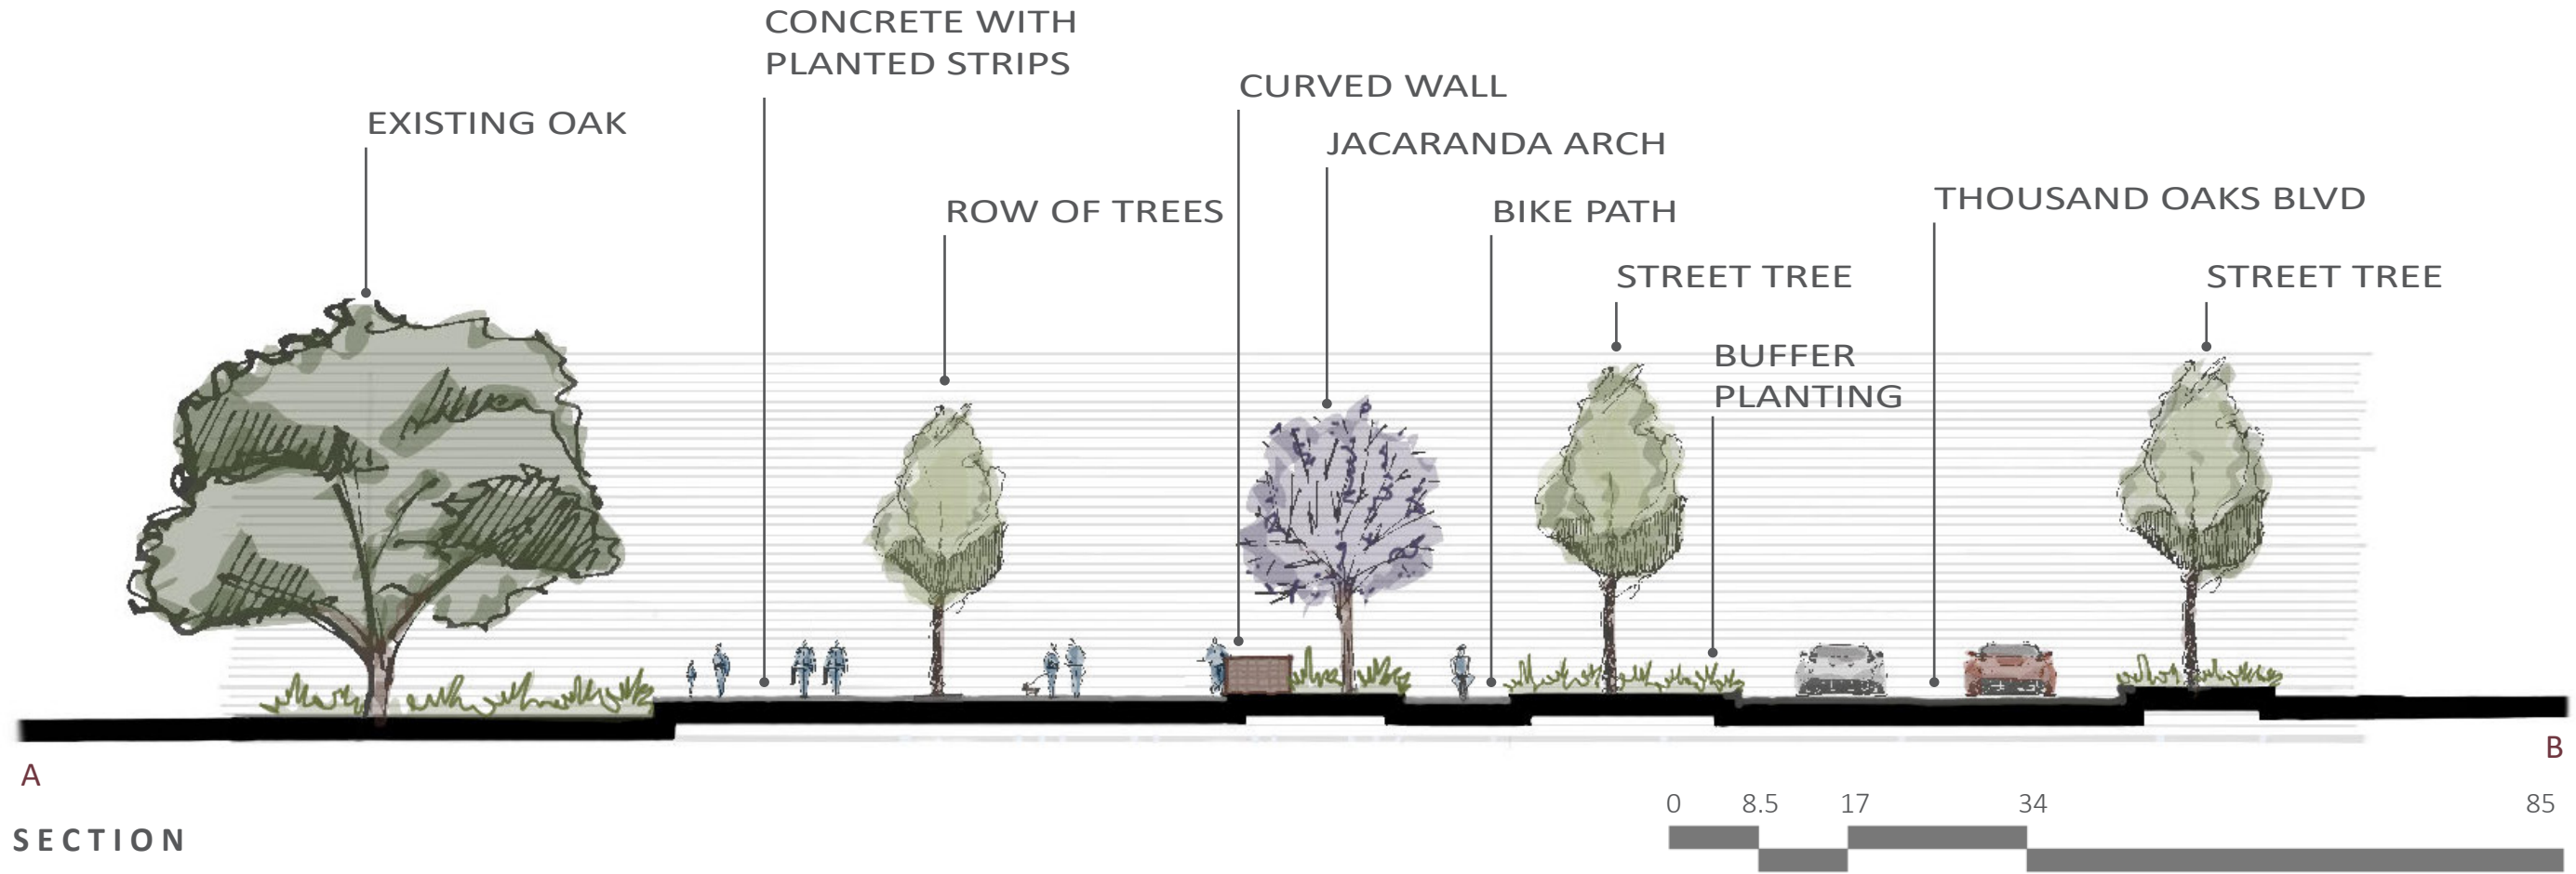 CONCRETE WITH
PLANTED STRIPS
CURVED WALL
EXISTING OAK
JACARANDA ARCH
ROW OF TREES
BIKE PATH
THOUSAND OAKS BLVD
STREET TREE
STREET TREE
BUFFER
PLANTING
A
B
0 8.5 17 34 85
SECTION